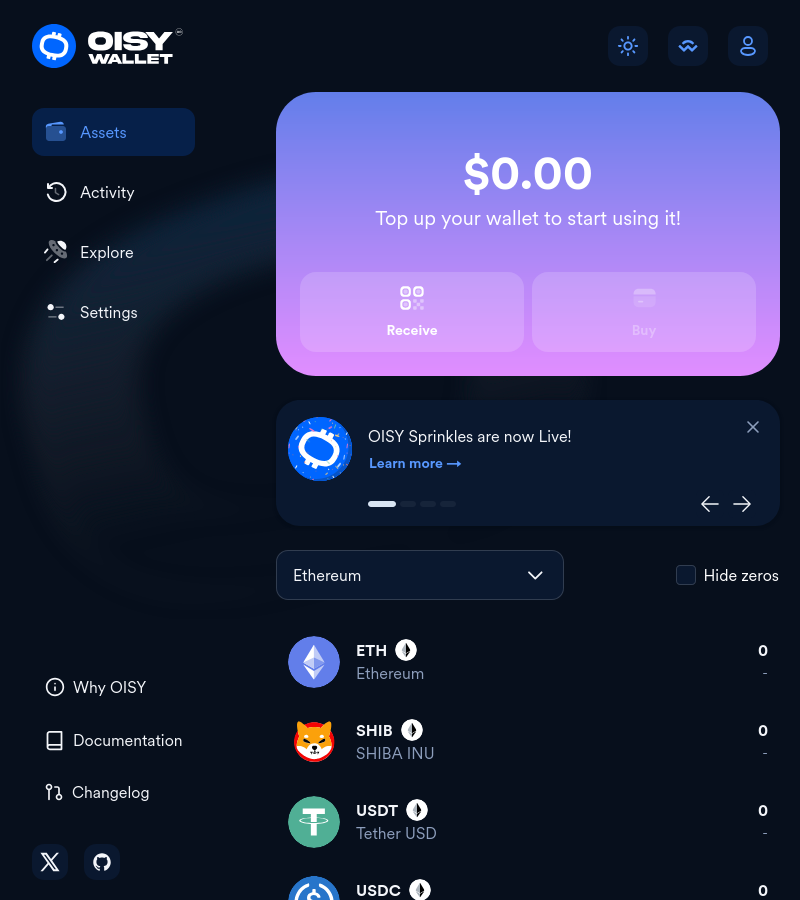 OISY
WALLET
Assets
Activity
Explore
Settings
$0.00
Top up your wallet to start using it!
Receive
Buy
OISY Sprinkles are now Live!
Learn more →
Ethereum
Hide zeros
ETH
0
Ethereum
-
SHIB
0
SHIBA INU
-
USDT
0
Tether USD
-
USDC
0
Why OISY
Documentation
Changelog